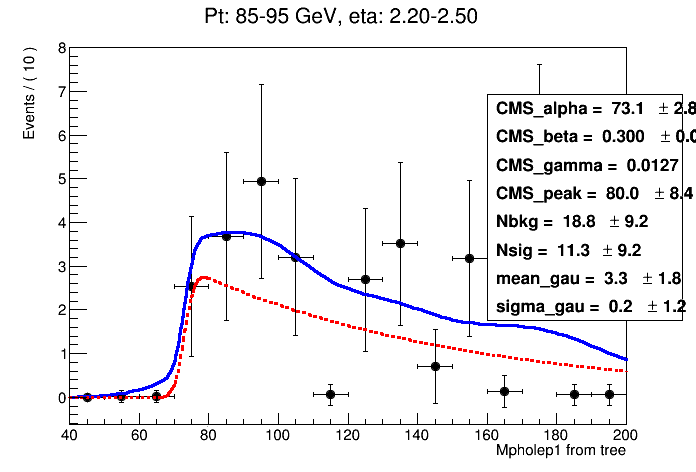 Pt: 85-95 GeV, eta: 2.20-2.50
Events / ( 10 )
8
7
6
5
4
3
2
1
0
CMS_alpha = 73.1 ± 2.8
CMS_beta = 0.300 ± 0.0
CMS_gamma = 0.0127
CMS_peak = 80.0 ± 8.4
Nbkg = 18.8 ± 9.2
Nsig = 11.3 ± 9.2
mean_gau = 3.3 ± 1.8
sigma_gau = 0.2 ± 1.2
40 60 80 100 120 140 160 180 200
Mpholep1 from tree